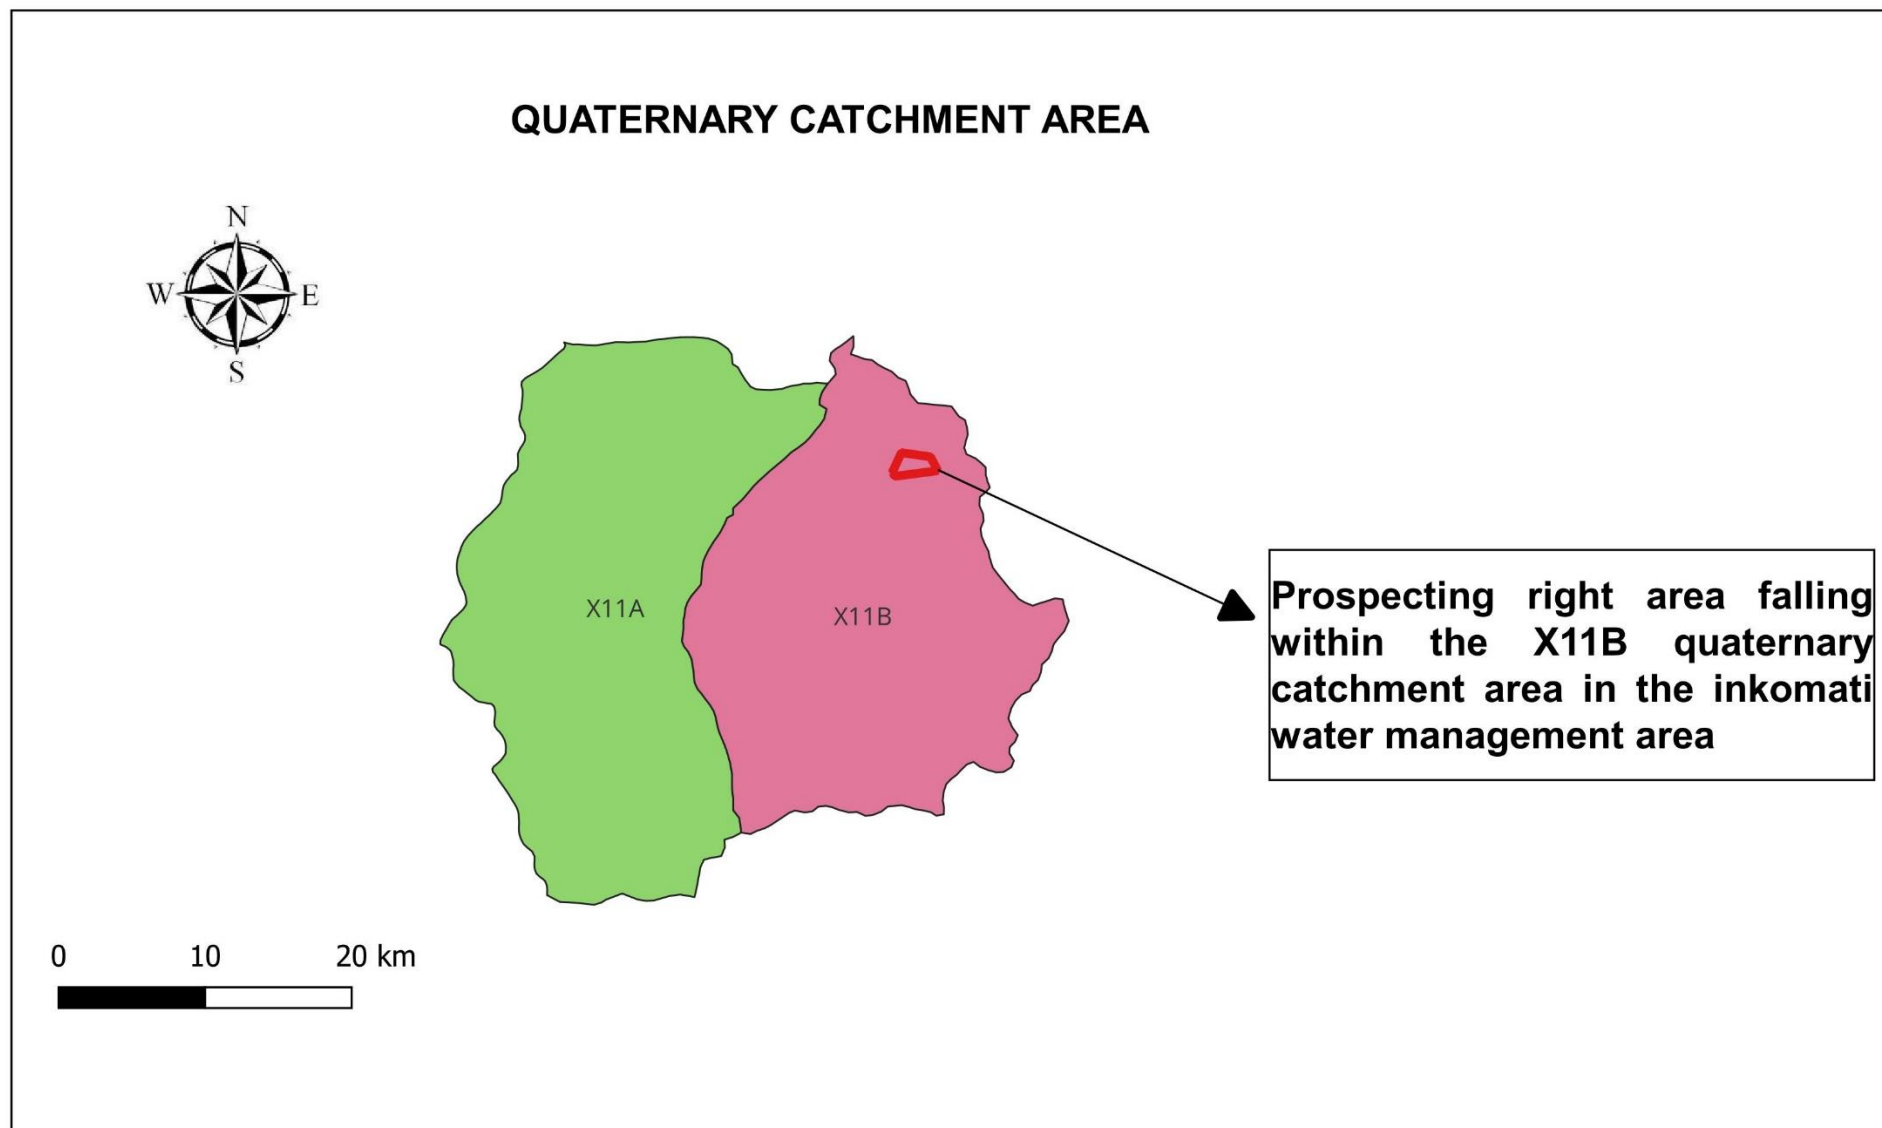 QUATERNARY CATCHMENT AREA
N
W E
S
X11A
X11B
Prospecting right area falling
within the X11B quaternary
catchment area in the inkomati
water management area
0 10 20 km